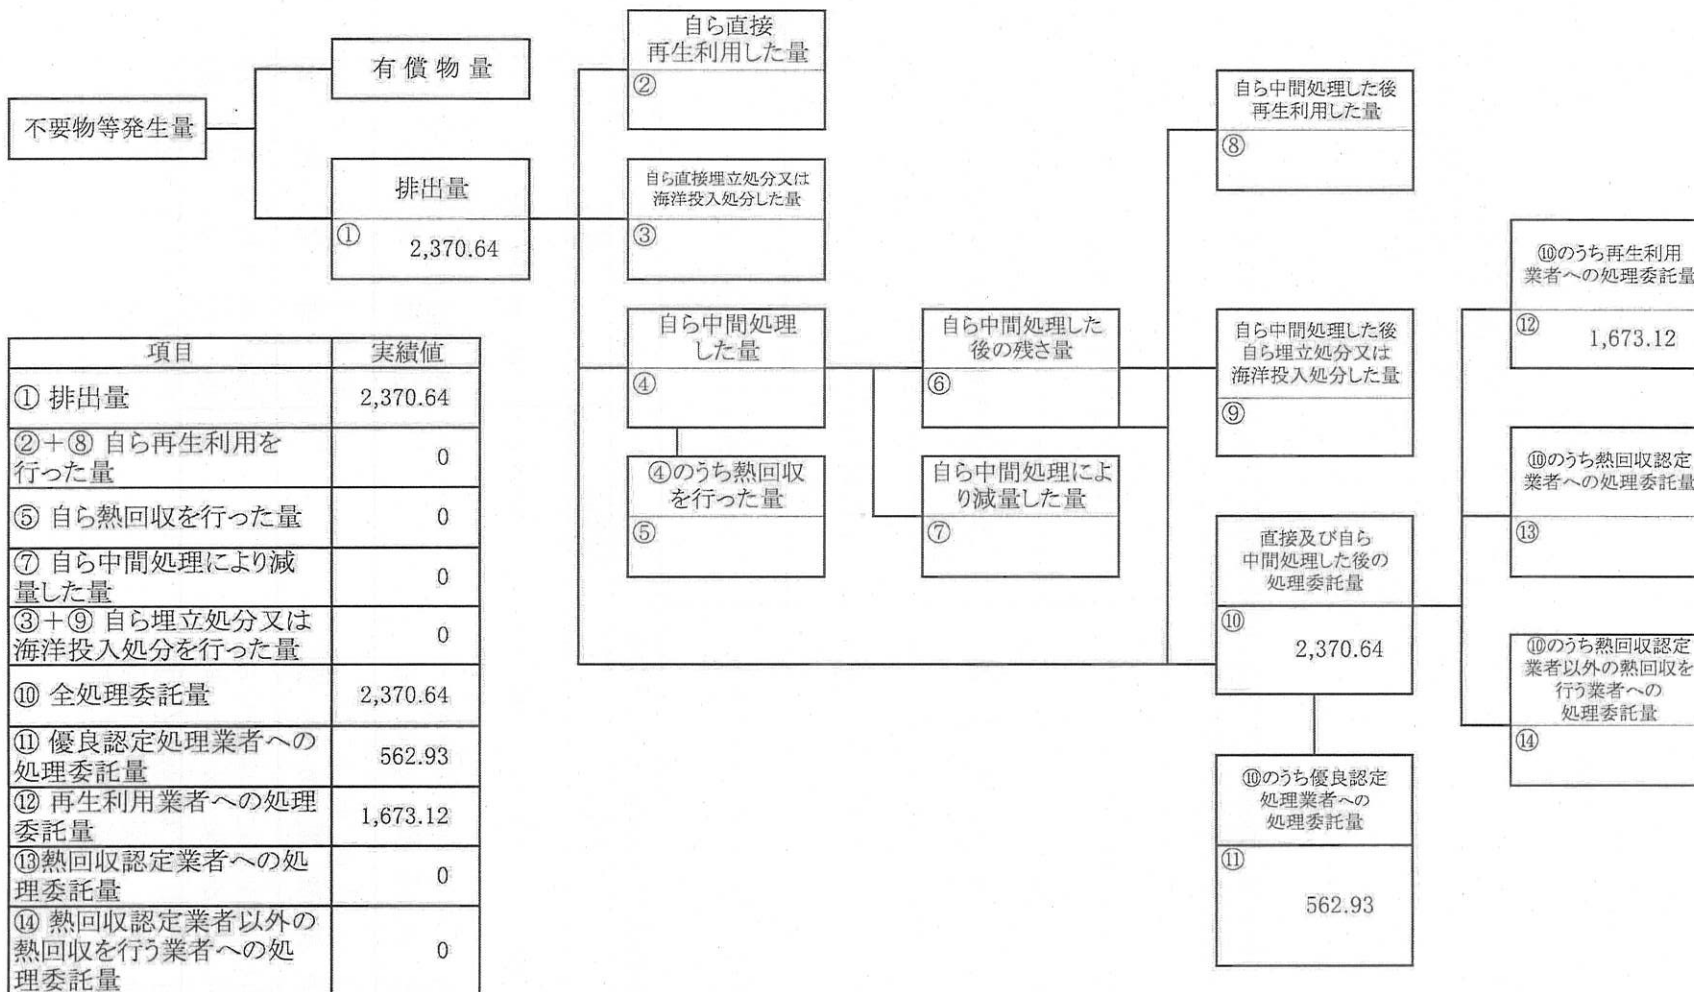 不要物等発生量
有償物量
排出量
①
2,370.64
自ら直接
再生利用した量
②
自ら直接埋立処分又は
海洋投入処分した量
③
自ら中間処理
した量
④
④のうち熱回収
を行った量
⑤
自ら中間処理した
後の残さ量
⑥
自ら中間処理によ
り減量した量
⑦
自ら中間処理した後
再生利用した量
⑧
自ら中間処理した後
自ら埋立処分又は
海洋投入処分した量
⑨
直接及び自ら
中間処理した後の
処理委託量
⑩
2,370.64
⑩のうち優良認定
処理業者への
処理委託量
⑪
562.93
⑩のうち再生利用
業者への処理委託量
⑫
1,673.12
⑩のうち熱回収認定
業者への処理委託量
⑬
⑩のうち熱回収認定
業者以外の熱回収を
行う業者への
処理委託量
⑭
項目 実績値
① 排出量 2,370.64
②+⑧ 自ら再生利用を
行った量 0
⑤ 自ら熱回収を行った量 0
⑦ 自ら中間処理により減
量した量 0
③+⑨ 自ら埋立処分又は
海洋投入処分を行った量 0
⑩ 全処理委託量 2,370.64
⑪ 優良認定処理業者への
処理委託量 562.93
⑫ 再生利用業者への処理
委託量 1,673.12
⑬熱回収認定業者への処
理委託量 0
⑭ 熱回収認定業者以外の
熱回収を行う業者への処
理委託量 0